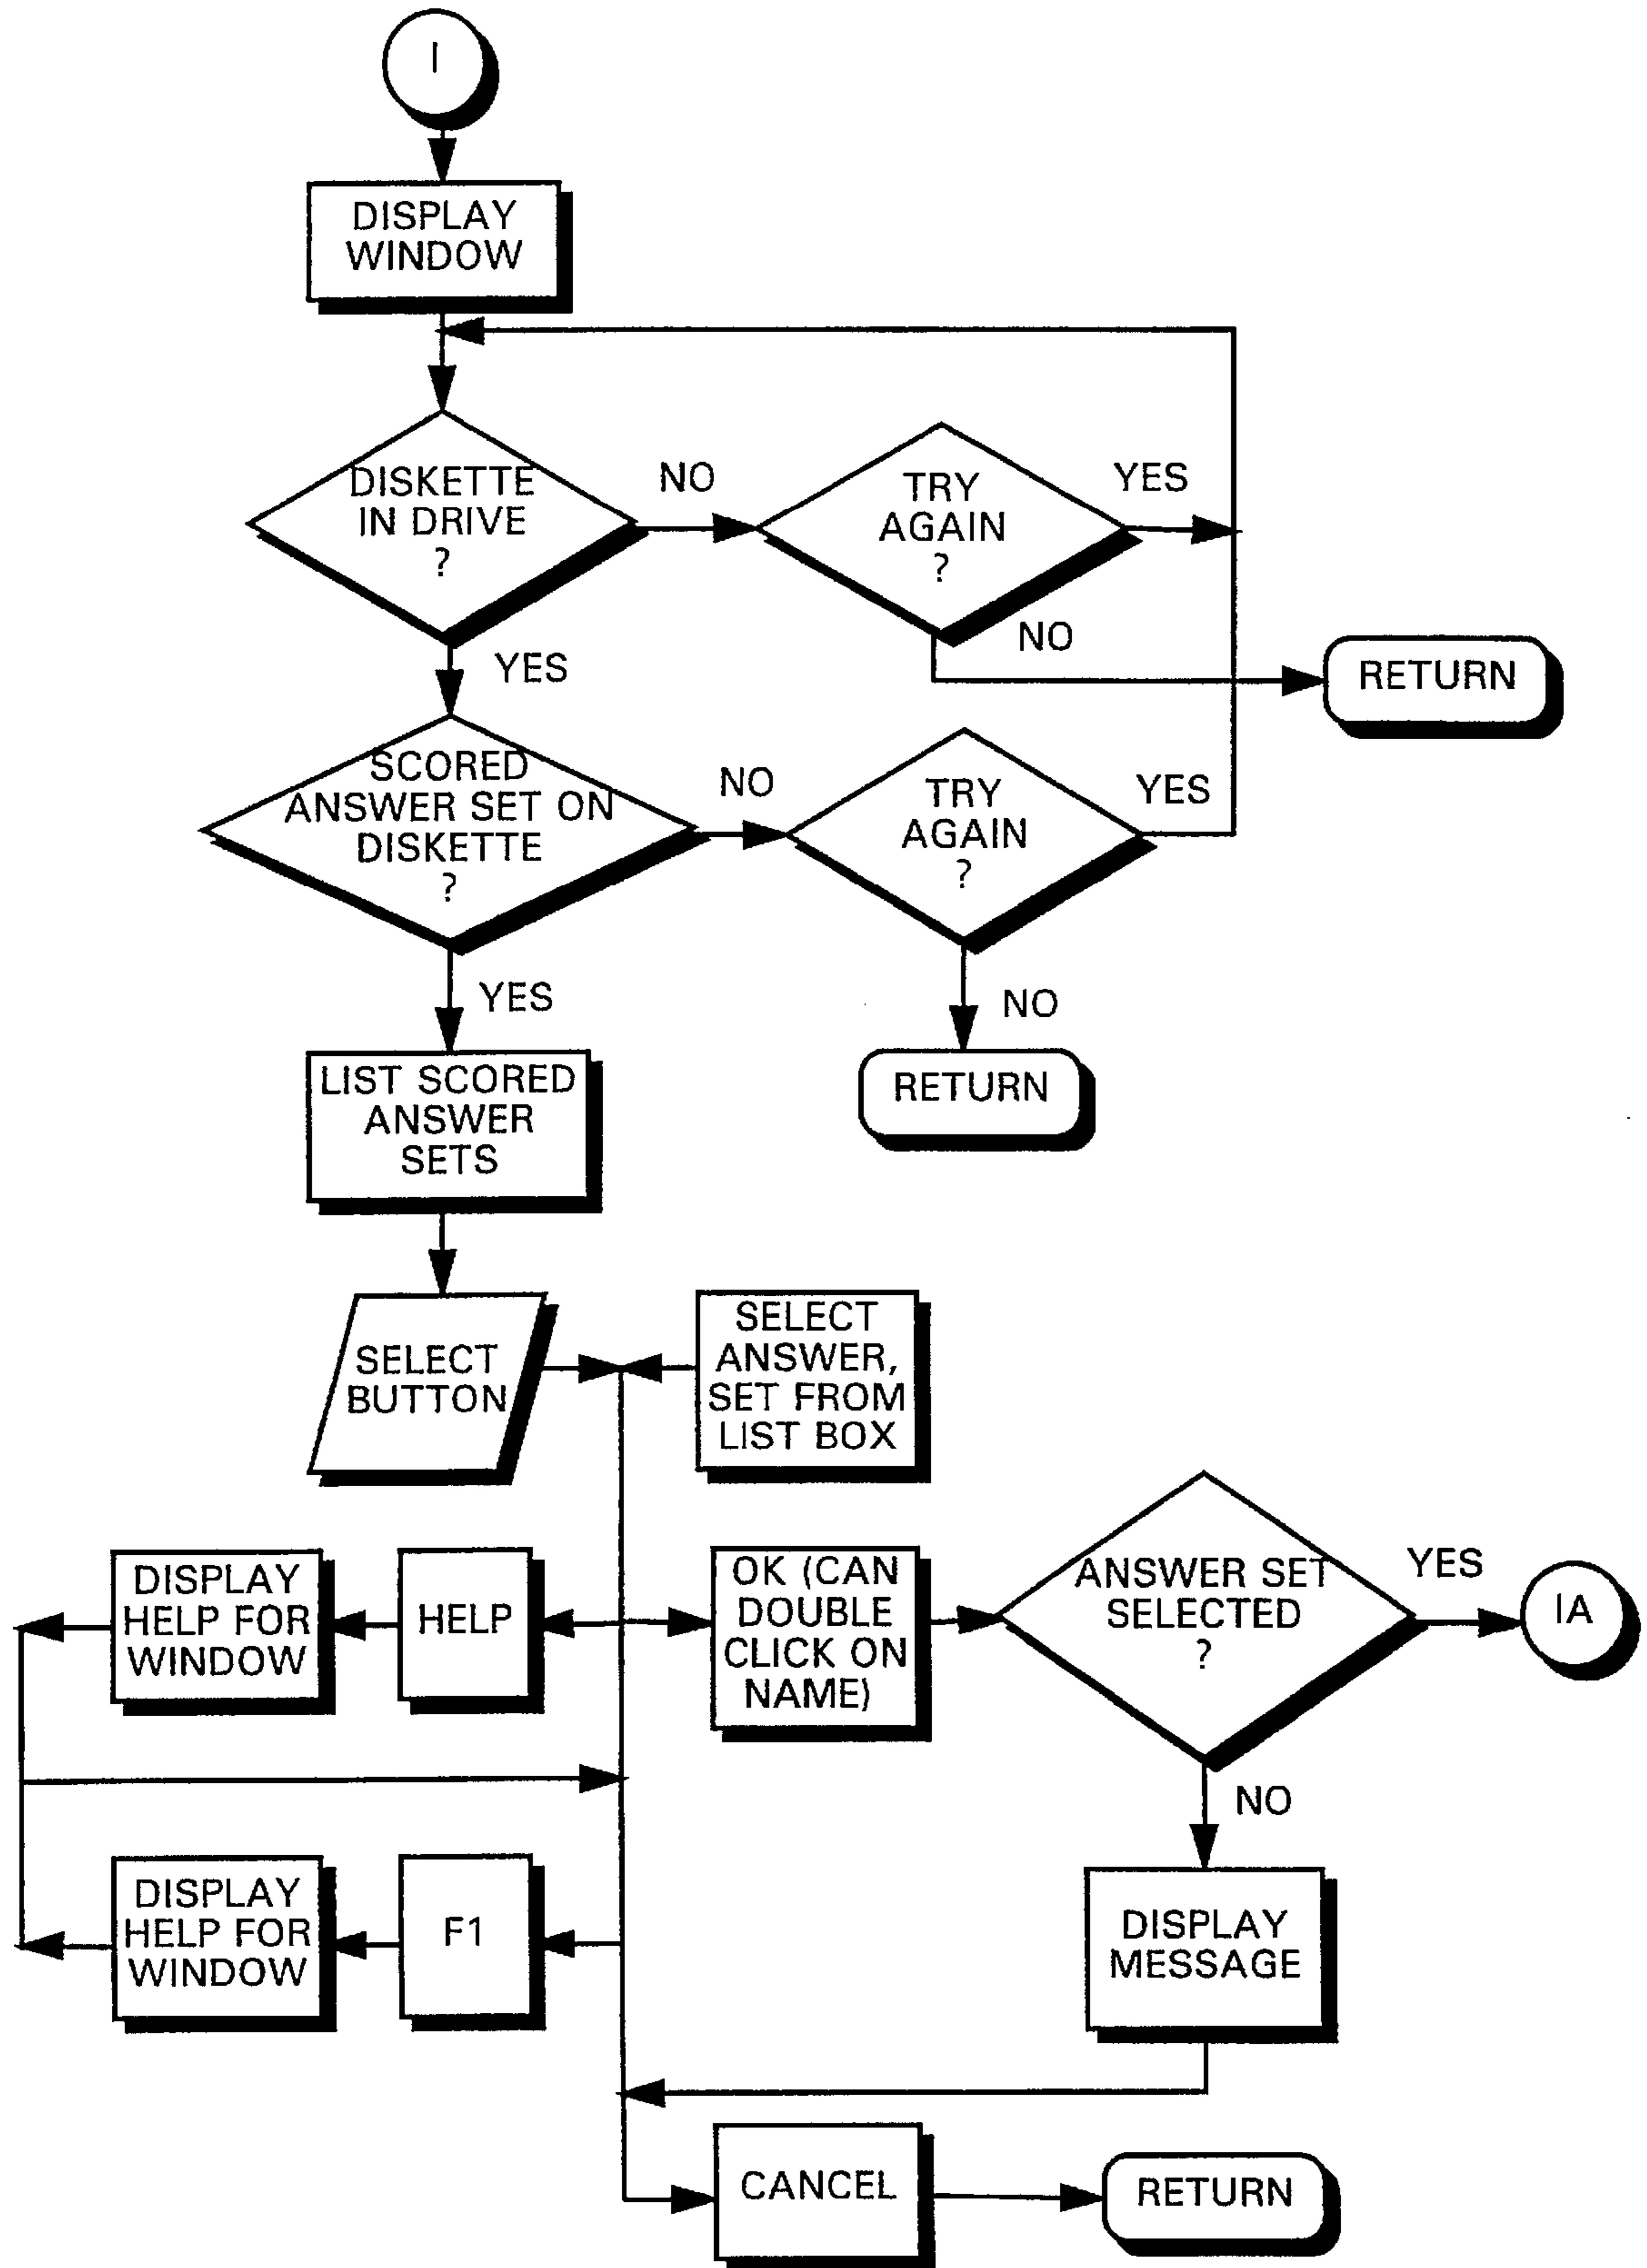 I
DISPLAY
WINDOW
DISKETTE
IN DRIVE
?
NO
TRY
AGAIN
?
YES
NO
RETURN
YES
SCORED
ANSWER SET ON
DISKETTE
?
NO
TRY
AGAIN
?
YES
NO
RETURN
YES
LIST SCORED
ANSWER
SETS
SELECT
BUTTON
SELECT
ANSWER,
SET FROM
LIST BOX
DISPLAY
HELP FOR
WINDOW
HELP
OK (CAN
DOUBLE
CLICK ON
NAME)
ANSWER SET
SELECTED
?
YES
IA
NO
DISPLAY
HELP FOR
WINDOW
F1
DISPLAY
MESSAGE
CANCEL
RETURN